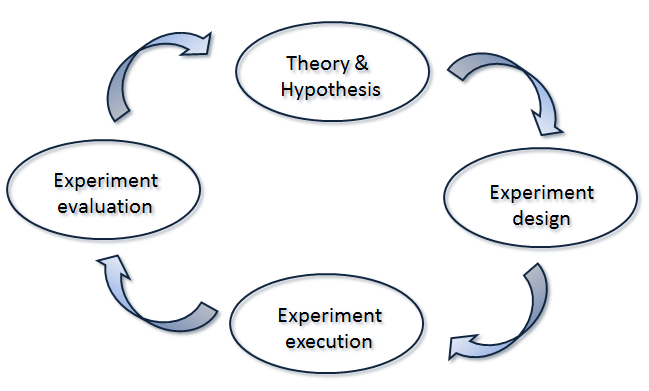 Theory &
Hypothesis
Experiment
design
Experiment
execution
Experiment
evaluation